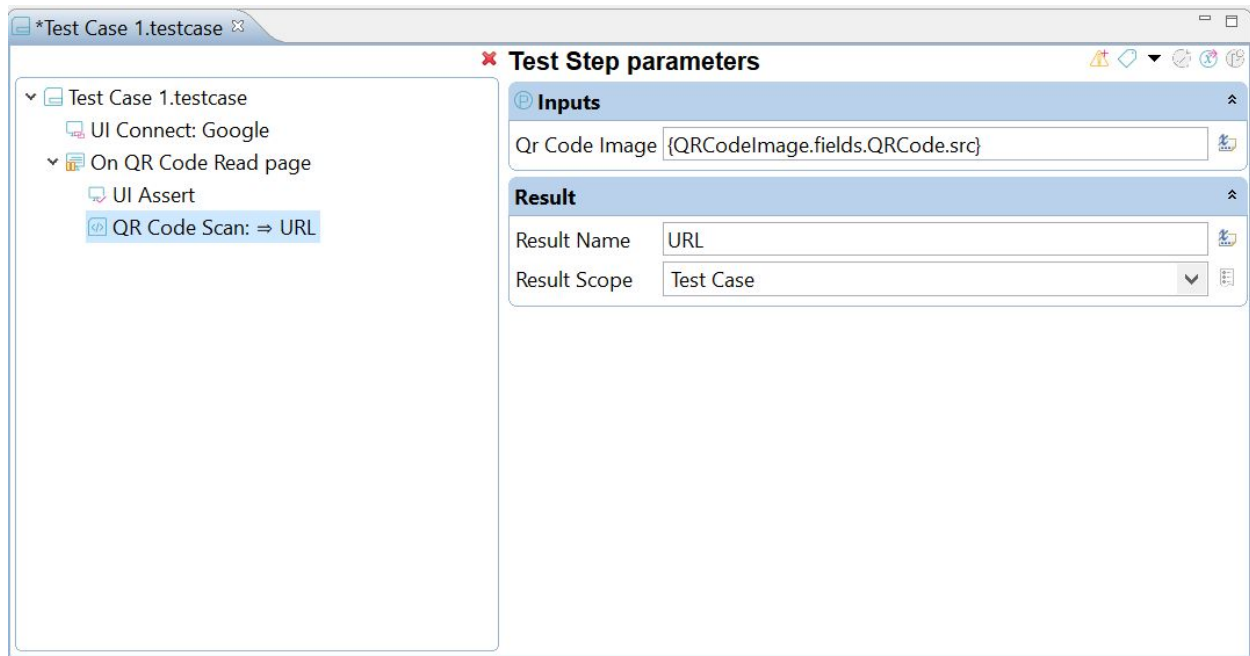 *Test Case 1.testcase
Test Step parameters
Test Case 1.testcase
UI Connect: Google
On QR Code Read page
UI Assert
QR Code Scan: ⇒ URL
Inputs
Qr Code Image {QRCodeImage.fields.QRCode.src}
Result
Result Name URL
Result Scope Test Case